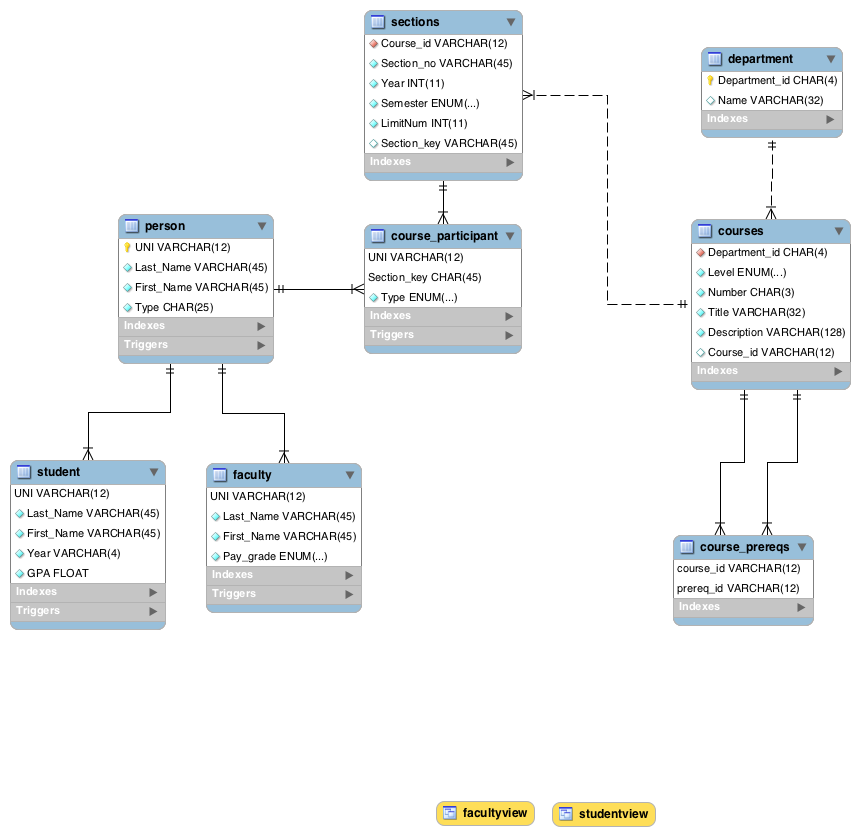 sections
Course_id VARCHAR(12)
Section_no VARCHAR(45)
Year INT(11)
Semester ENUM(...)
LimitNum INT(11)
Section_key VARCHAR(45)
Indexes
department
Department_id CHAR(4)
Name VARCHAR(32)
Indexes
person
UNI VARCHAR(12)
Last_Name VARCHAR(45)
First_Name VARCHAR(45)
Type CHAR(25)
Indexes
Triggers
course_participant
UNI VARCHAR(12)
Section_key CHAR(45)
Type ENUM(...)
Indexes
Triggers
courses
Department_id CHAR(4)
Level ENUM(...)
Number CHAR(3)
Title VARCHAR(32)
Description VARCHAR(128)
Course_id VARCHAR(12)
Indexes
student
UNI VARCHAR(12)
Last_Name VARCHAR(45)
First_Name VARCHAR(45)
Year VARCHAR(4)
GPA FLOAT
Indexes
Triggers
faculty
UNI VARCHAR(12)
Last_Name VARCHAR(45)
First_Name VARCHAR(45)
Pay_grade ENUM(...)
Indexes
Triggers
course_prereqs
course_id VARCHAR(12)
prereq_id VARCHAR(12)
Indexes
facultyview
studentview